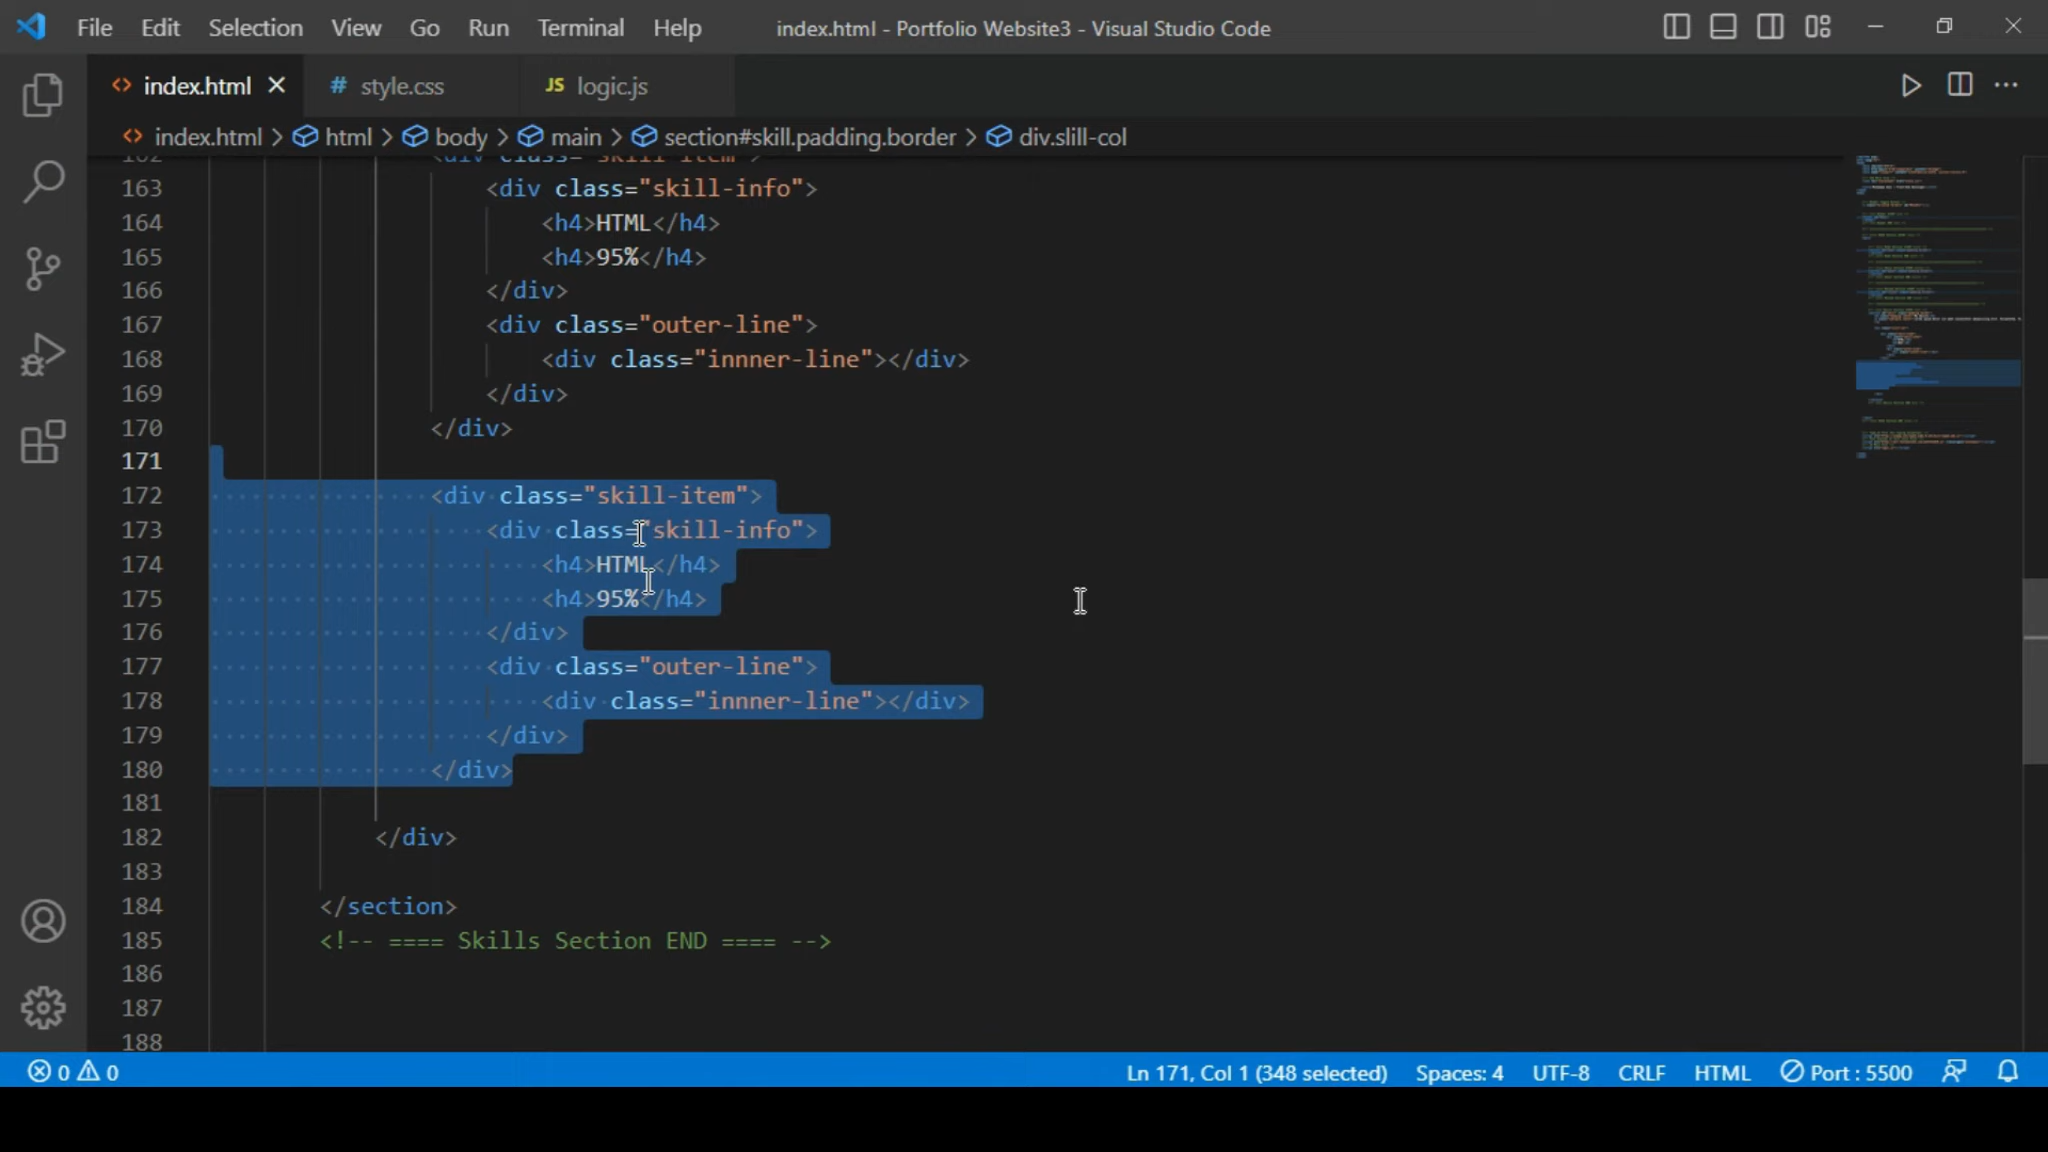 File Edit Selection View Go Run Terminal Help index.html - Portfolio Website3 - Visual Studio Code
index.html # style.css JS logic.js
index.html > html > body > main > section#skill.padding.border > div.slill-col
162 <div class="skill-item">
163 <div class="skill-info">
164 <h4>HTML</h4>
165 <h4>95%</h4>
166 </div>
167 <div class="outer-line">
168 <div class="innner-line"></div>
169 </div>
170 </div>
171
172 <div class="skill-item">
173 <div class="skill-info">
174 <h4>HTML</h4>
175 <h4>95%</h4>
176 </div>
177 <div class="outer-line">
178 <div class="innner-line"></div>
179 </div>
180 </div>
181
182 </div>
183
184 </section>
185 <!-- ==== Skills Section END ==== -->
186
187
188
0 0 Ln 171, Col 1 (348 selected) Spaces: 4 UTF-8 CRLF HTML Port : 5500